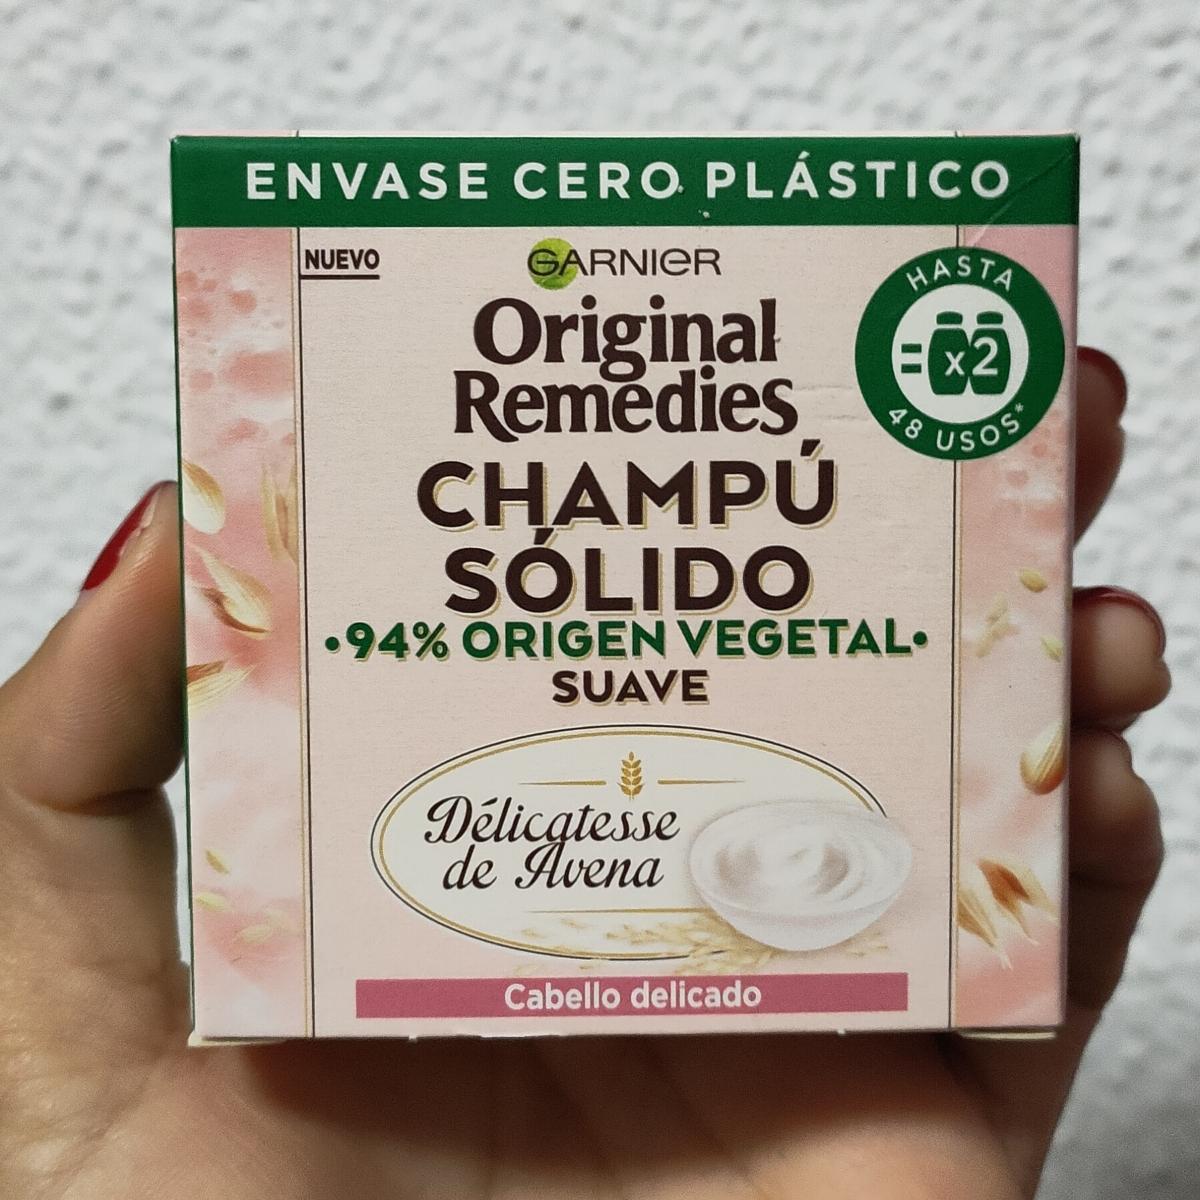 ENVASE CERO PLÁSTICO
NUEVO
GARNIER
Original
Remedies
HASTA
= x2
48 USOS*
CHAMPÚ
SÓLIDO
•94% ORIGEN VEGETAL•
SUAVE
Délicatesse
de Avena
Cabello delicado